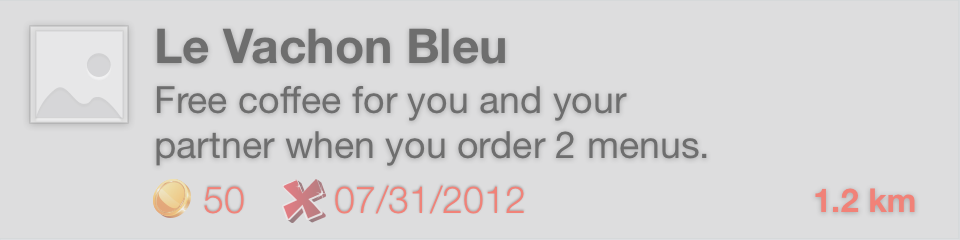 Le Vachon Bleu
Free coffee for you and your
partner when you order 2 menus.
50 07/31/2012 1.2 km